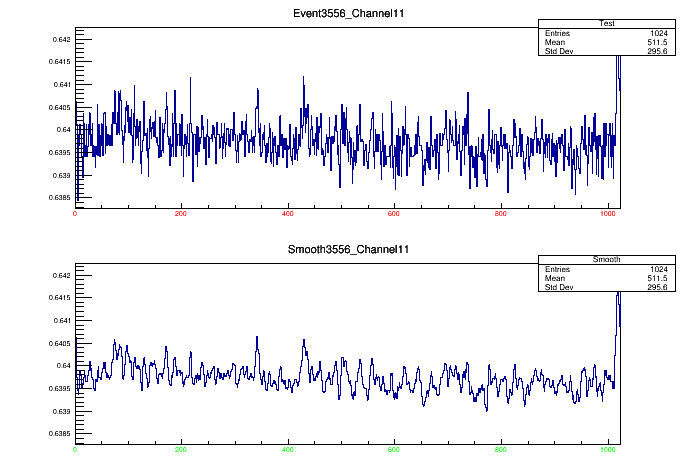 Event3556_Channel11
Test
Entries 1024
Mean 511.5
Std Dev 295.6
0.642
0.6415
0.641
0.6405
0.64
0.6395
0.639
0.6385
0 200 400 600 800 1000
Smooth3556_Channel11
Smooth
Entries 1024
Mean 511.5
Std Dev 295.6
0.642
0.6415
0.641
0.6405
0.64
0.6395
0.639
0.6385
0 200 400 600 800 1000